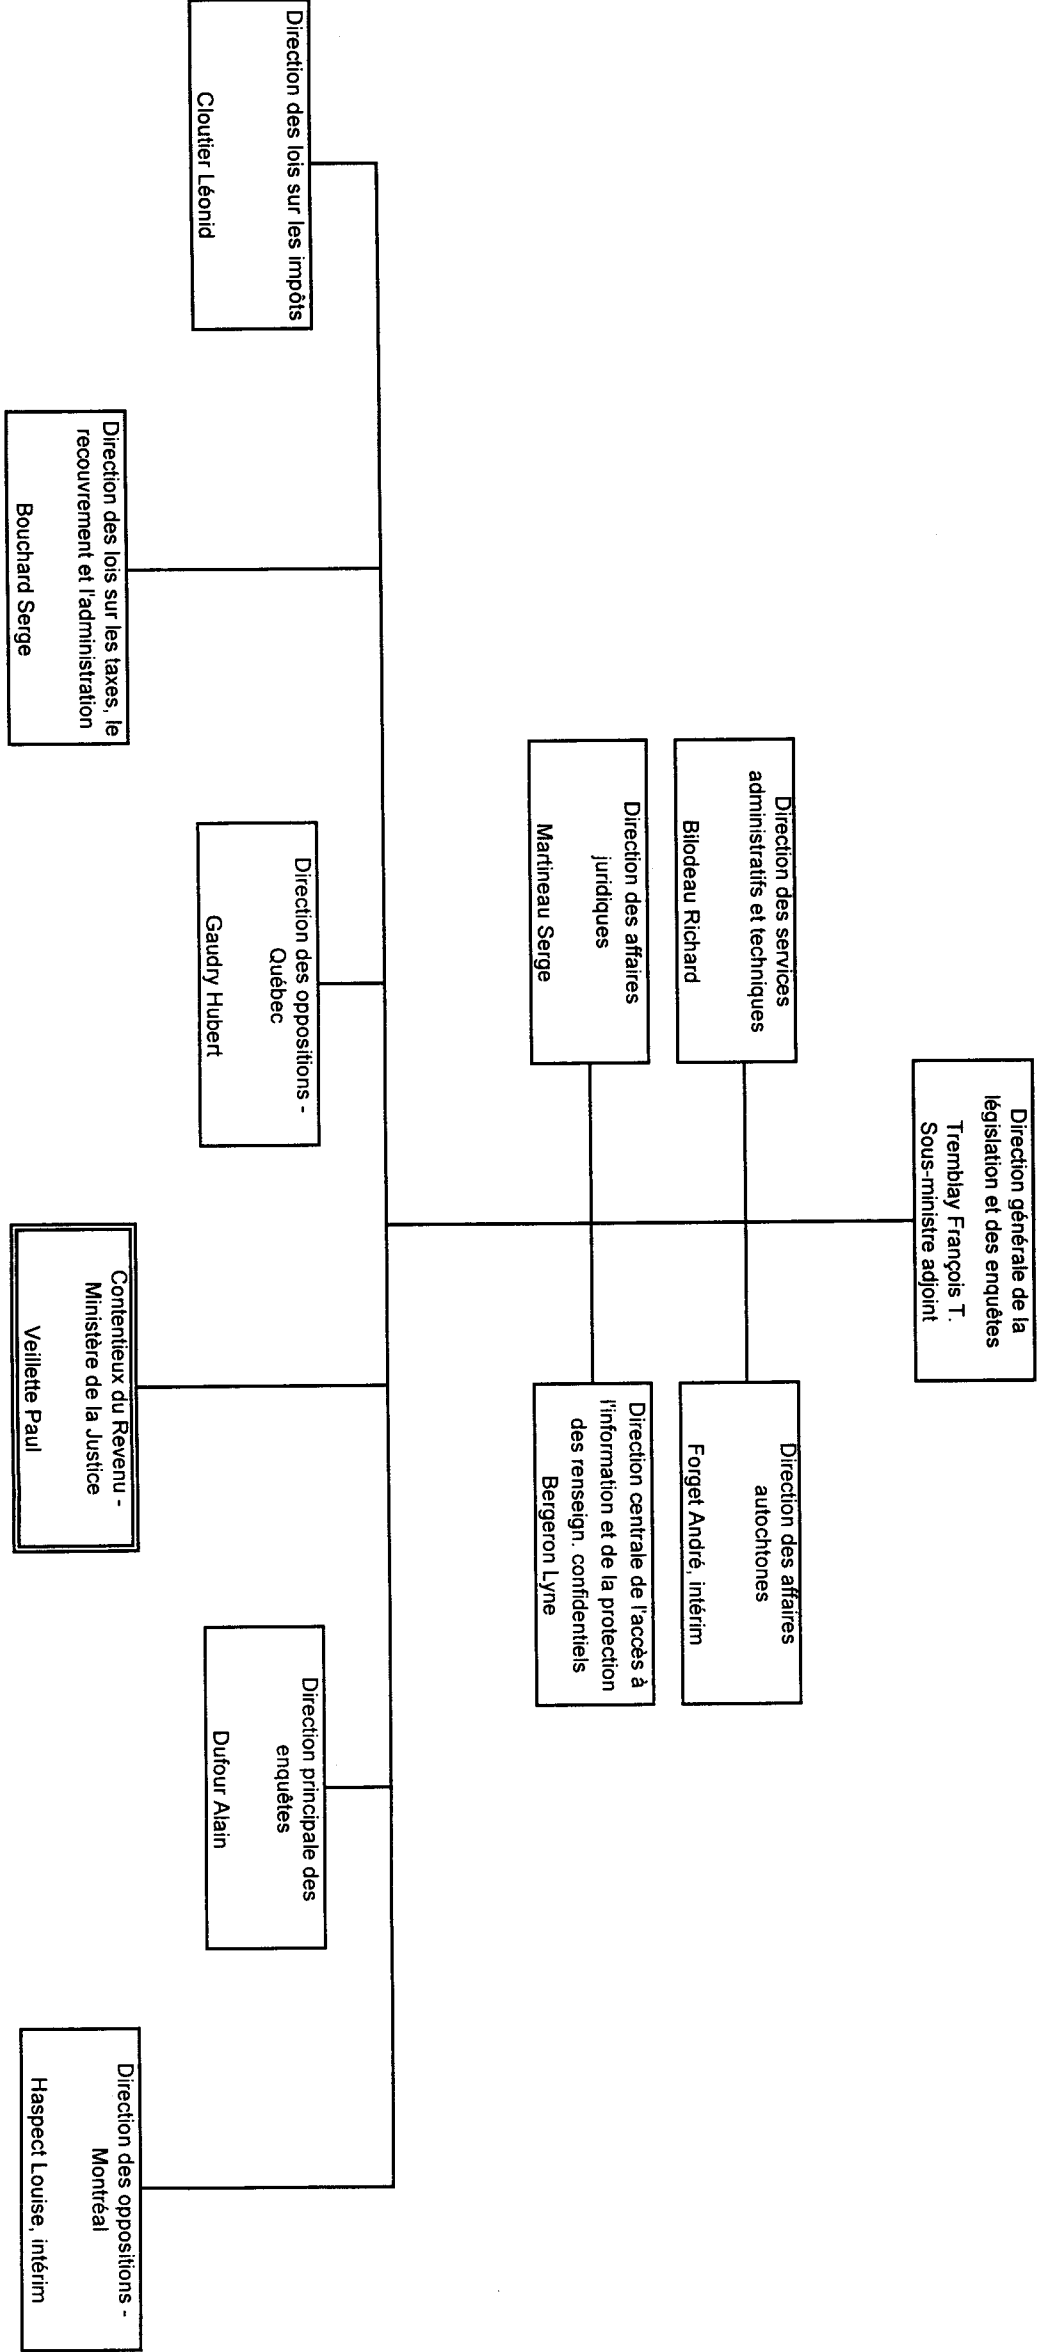 Direction générale de la
législation et des enquêtes
Tremblay François T.
Sous-ministre adjoint
Direction des services
administratifs et techniques
Bilodeau Richard
Direction des affaires
autochtones
Forget André, intérim
Direction des affaires
juridiques
Martineau Serge
Direction centrale de l'accès à
l'information et de la protection
des renseign. confidentiels
Bergeron Lyne
Direction des lois sur les impôts
Cloutier Léonid
Direction des lois sur les taxes, le
recouvrement et l'administration
Bouchard Serge
Direction des oppositions -
Québec
Gaudry Hubert
Contentieux du Revenu -
Ministère de la Justice
Veillette Paul
Direction principale des
enquêtes
Dufour Alain
Direction des oppositions -
Montréal
Haspect Louise, intérim